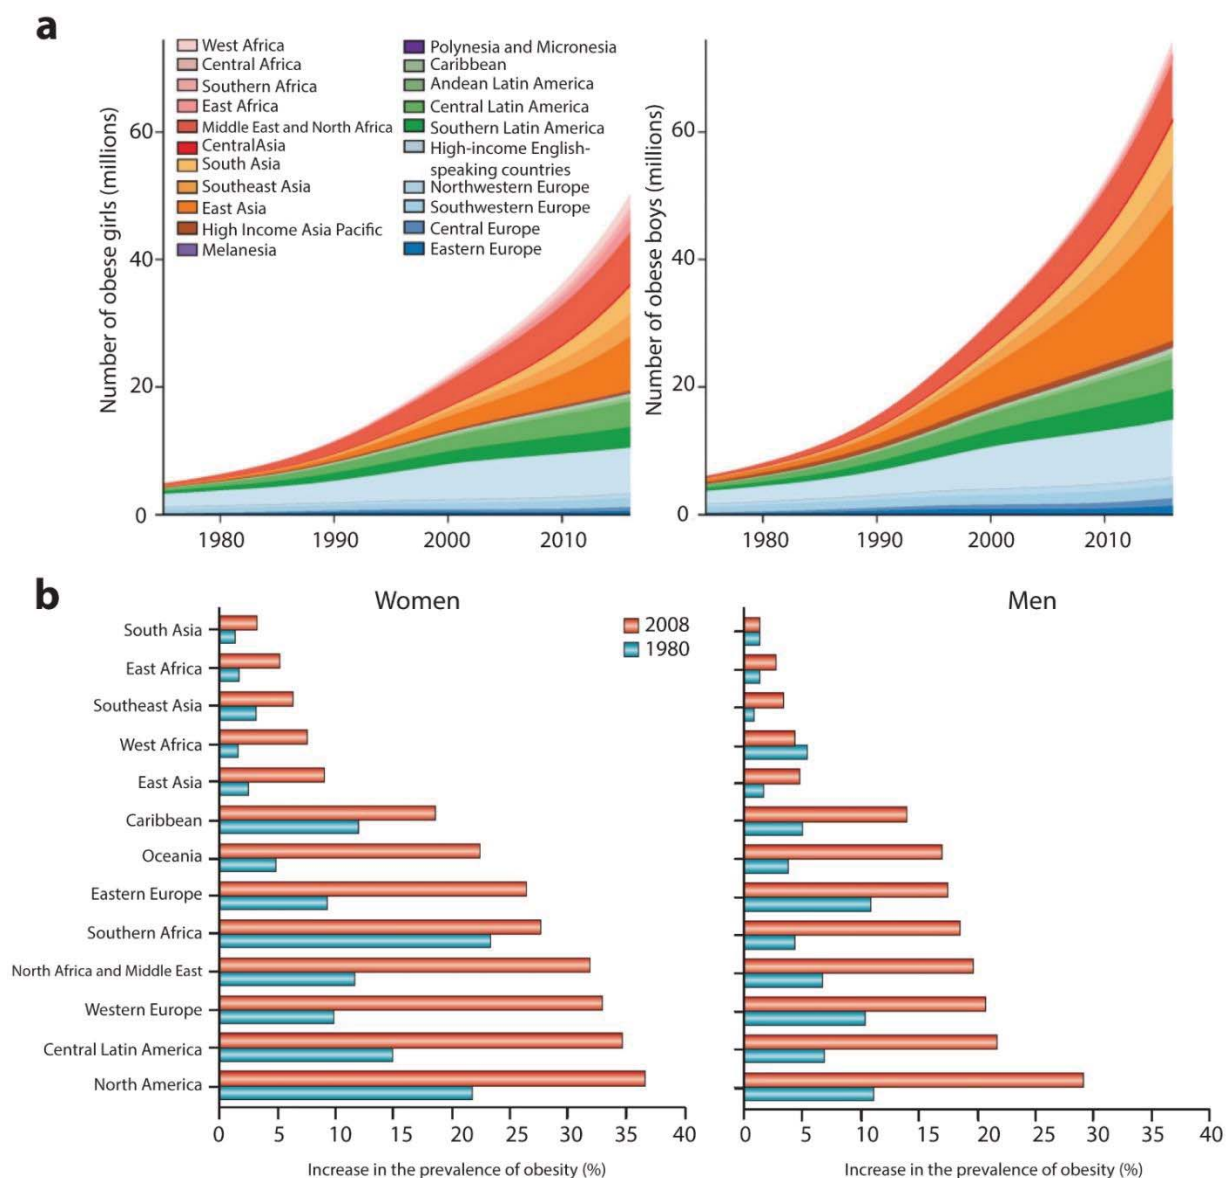 a
Number of obese girls (millions)
60
40
20
0
1980 1990 2000 2010
West Africa
Central Africa
Southern Africa
East Africa
Middle East and North Africa
CentralAsia
South Asia
Southeast Asia
East Asia
High Income Asia Pacific
Melanesia
Polynesia and Micronesia
Caribbean
Andean Latin America
Central Latin America
Southern Latin America
High-income English-
speaking countries
Northwestern Europe
Southwestern Europe
Central Europe
Eastern Europe
Number of obese boys (millions)
60
40
20
0
1980 1990 2000 2010
b
Women
2008
1980
South Asia
East Africa
Southeast Asia
West Africa
East Asia
Caribbean
Oceania
Eastern Europe
Southern Africa
North Africa and Middle East
Western Europe
Central Latin America
North America
0 5 15 20 25 30 35 40
10
Increase in the prevalence of obesity (%)
Men
0 5 10 15 20 25 30 35 40
Increase in the prevalence of obesity (%)